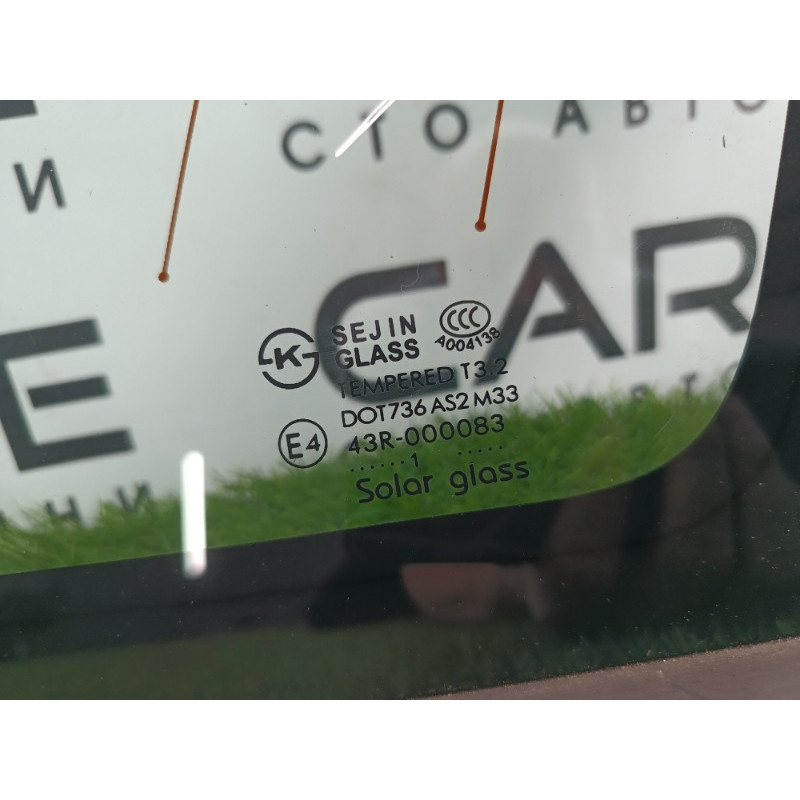 СТО АВТО
И
E CAR
K SEJIN CCC
GLASS A004138
TEMPERED T3.2
DOT736 AS2 M33
E4 43R-000083
......1 .....
Solar glass